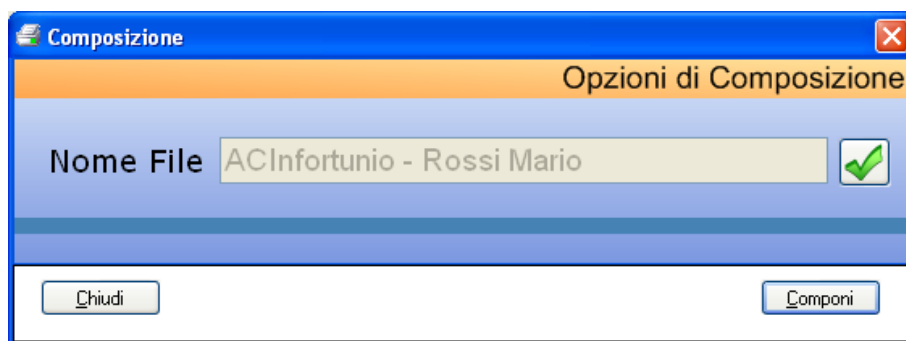 Composizione
Opzioni di Composizione
Nome File ACInfortunio - Rossi Mario
Chiudi Componi